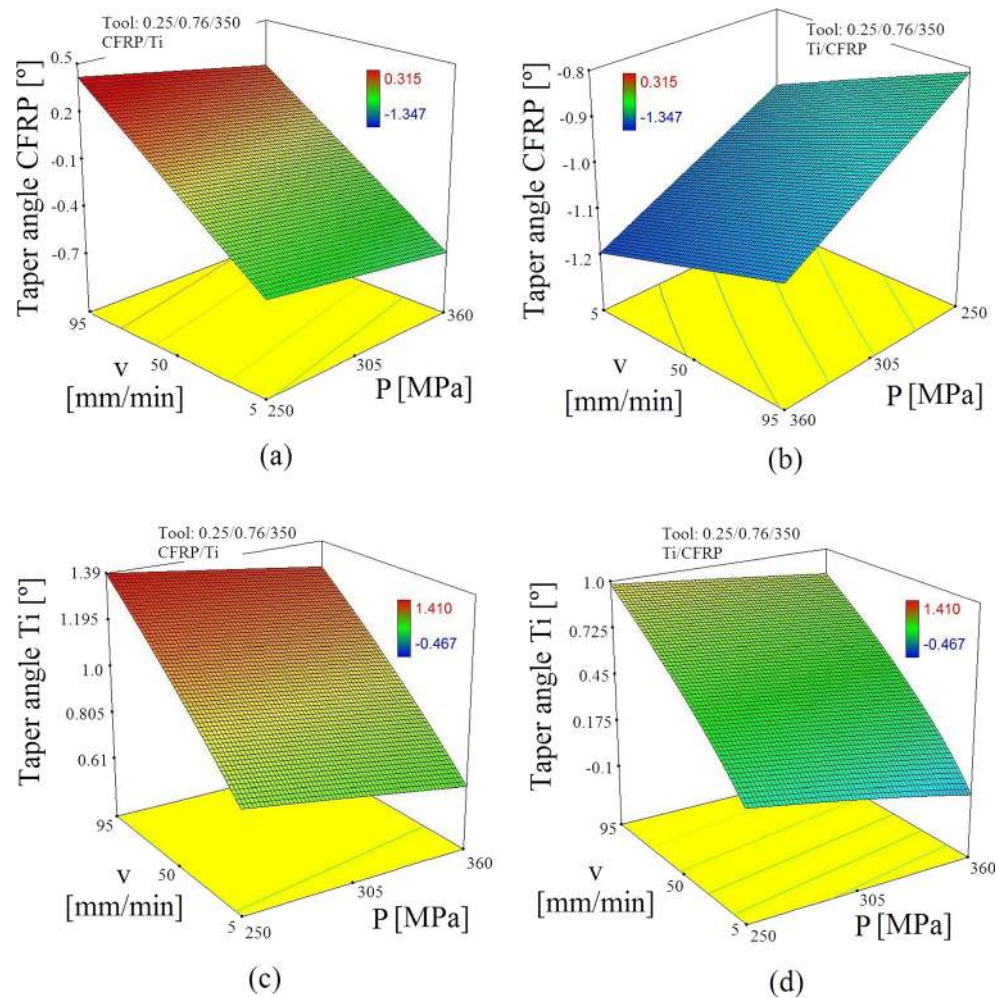 Tool: 0.25/0.76/350
CFRP/Ti
Taper angle CFRP [º]
0.5
0.2
-0.1
-0.4
-0.7
0.315
-1.347
95
50
5
v
[mm/min]
250
305
360
P [MPa]
(a)
Tool: 0.25/0.76/350
Ti/CFRP
Taper angle CFRP [º]
-0.8
-0.9
-1.0
-1.1
-1.2
0.315
-1.347
5
50
95
v
[mm/min]
360
305
250
P [MPa]
(b)
Tool: 0.25/0.76/350
CFRP/Ti
Taper angle Ti [º]
1.39
1.195
1.0
0.805
0.61
1.410
-0.467
95
50
5
v
[mm/min]
250
305
360
P [MPa]
(c)
Tool: 0.25/0.76/350
Ti/CFRP
Taper angle Ti [º]
1.0
0.725
0.45
0.175
-0.1
1.410
-0.467
95
50
5
v
[mm/min]
250
305
360
P [MPa]
(d)